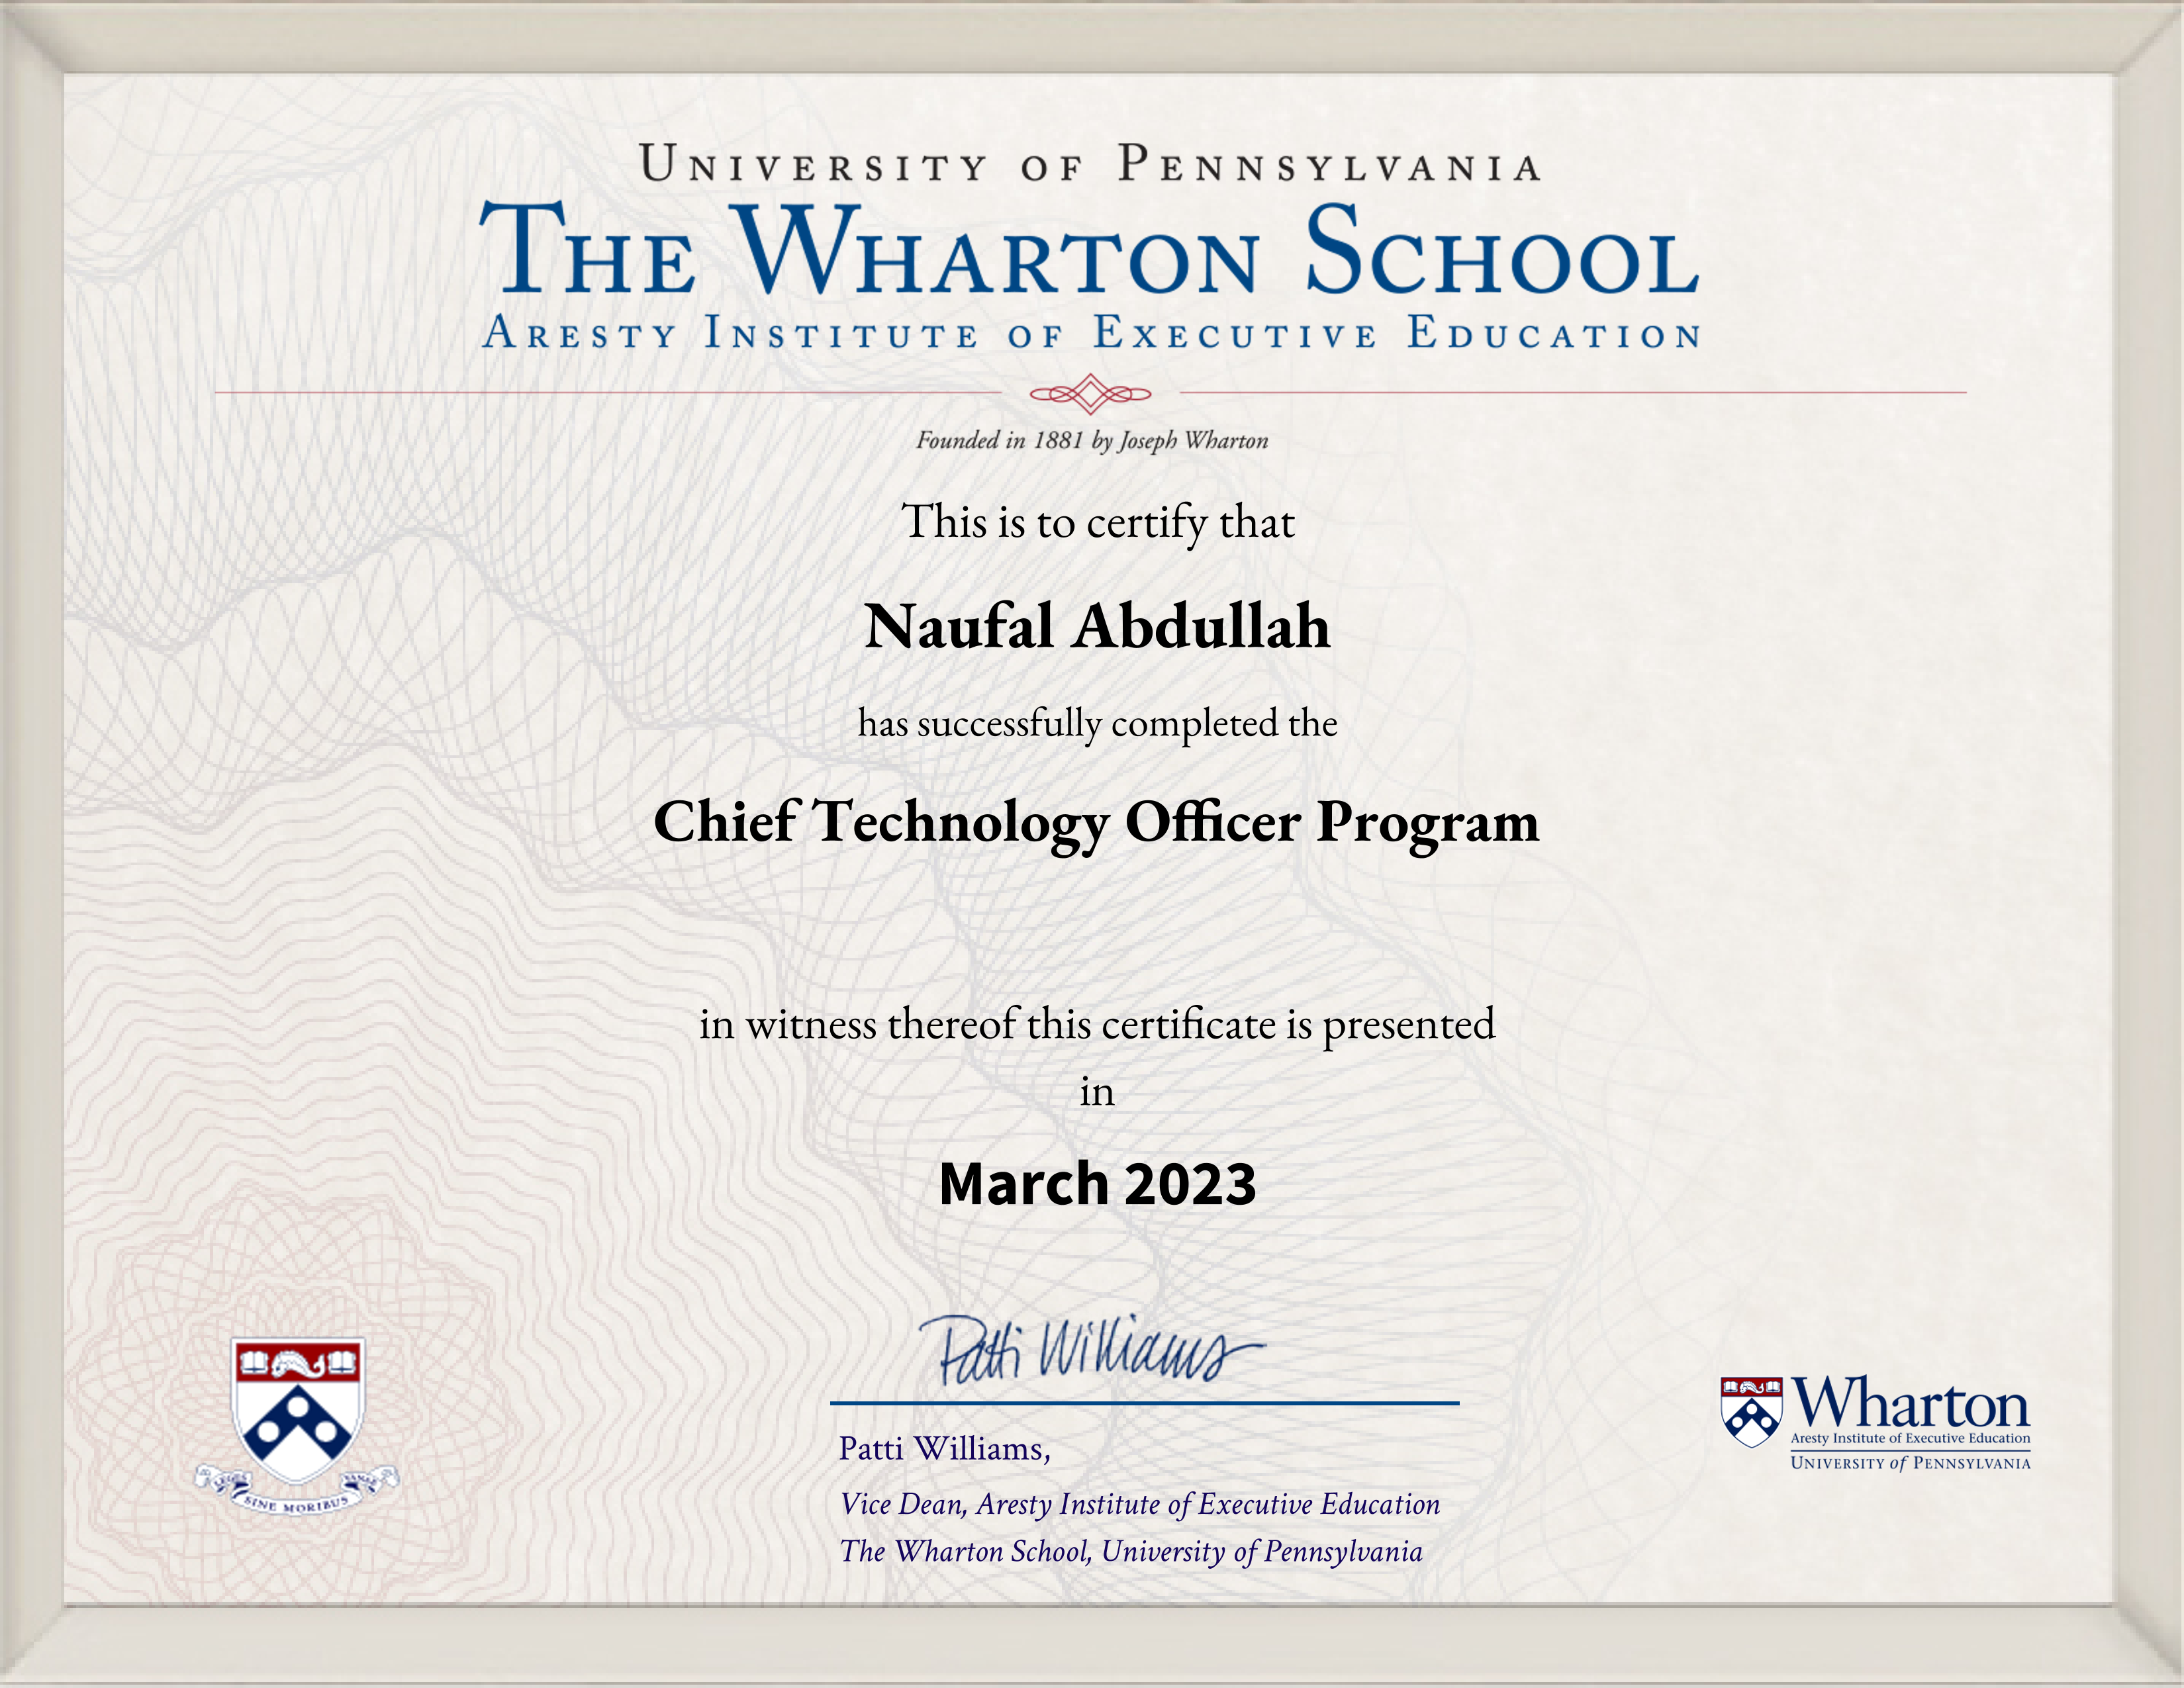 UNIVERSITY OF PENNSYLVANIA
THE WHARTON SCHOOL
ARESTY INSTITUTE OF EXECUTIVE EDUCATION
Founded in 1881 by Joseph Wharton
This is to certify that
Naufal Abdullah
has successfully completed the
Chief Technology Officer Program
in witness thereof this certificate is presented
in
March 2023
Patti Williams
Patti Williams,
Vice Dean, Aresty Institute of Executive Education
The Wharton School, University of Pennsylvania
LEGES SINE MORIBUS VANAE
Wharton
Aresty Institute of Executive Education
UNIVERSITY of PENNSYLVANIA